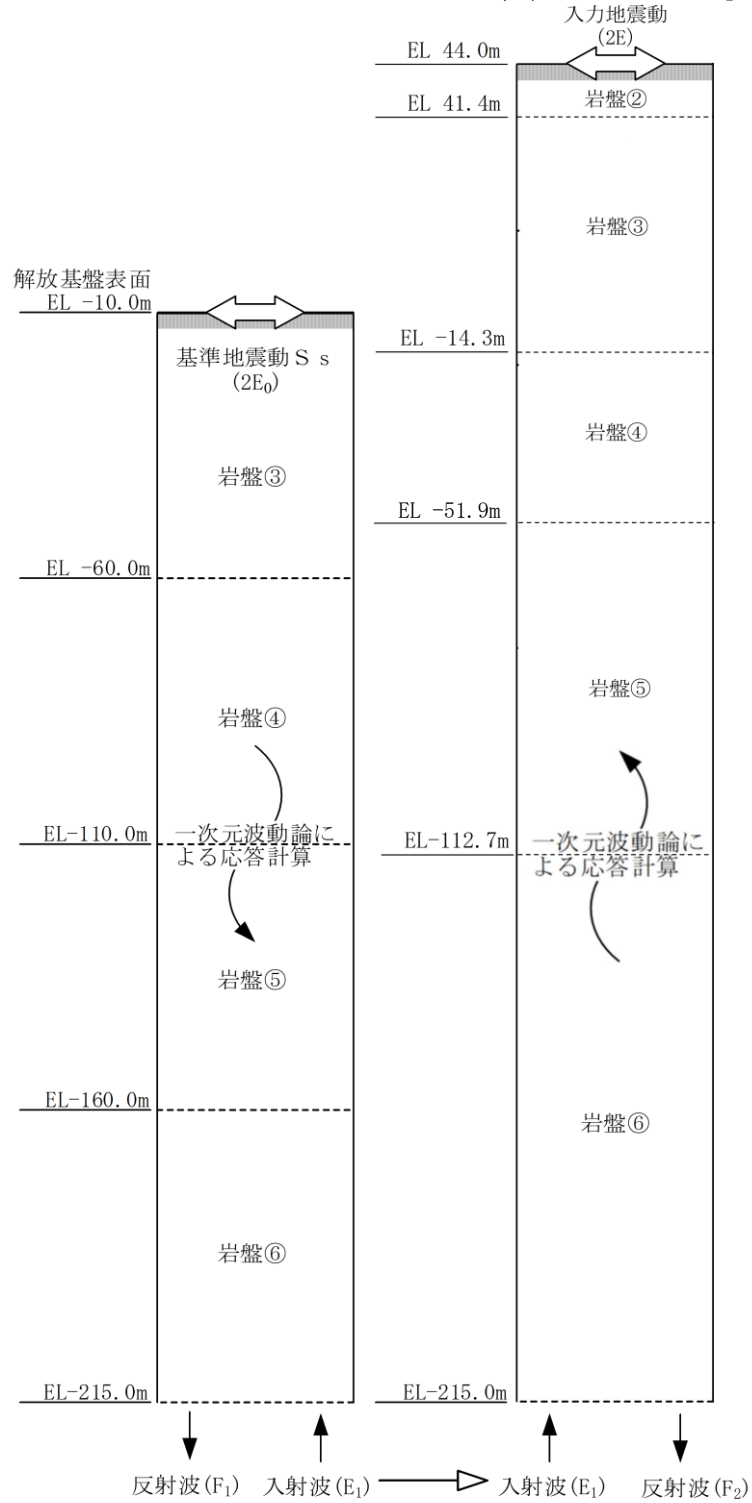 入力地震動
(2E)
EL 44.0m
岩盤②
EL 41.4m
岩盤③
解放基盤表面
EL -10.0m
EL -14.3m
基準地震動Ｓｓ
(2E₀)
岩盤④
岩盤③
EL -51.9m
EL -60.0m
岩盤⑤
岩盤④
一次元波動論に
による応答計算
EL-110.0m
一次元波動論に
よる応答計算
EL-112.7m
岩盤⑤
EL-160.0m
岩盤⑥
岩盤⑥
EL-215.0m
EL-215.0m
反射波(F₁) 入射波(E₁) 入射波(E₁) 反射波(F₂)